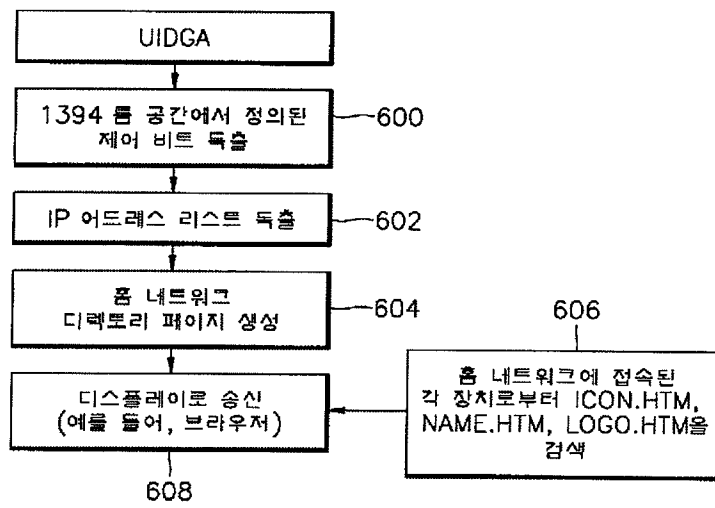 UIDGA
1394 롬 공간에서 정의된
제어 비트 독출
600
IP 어드레스 리스트 독출
602
홈 네트워크
디렉토리 페이지 생성
604
606
홈 네트워크에 접속된
각 장치로부터 ICON.HTM,
NAME.HTM, LOGO.HTM을
검색
디스플레이로 송신
(예를 들어, 브라우저)
608